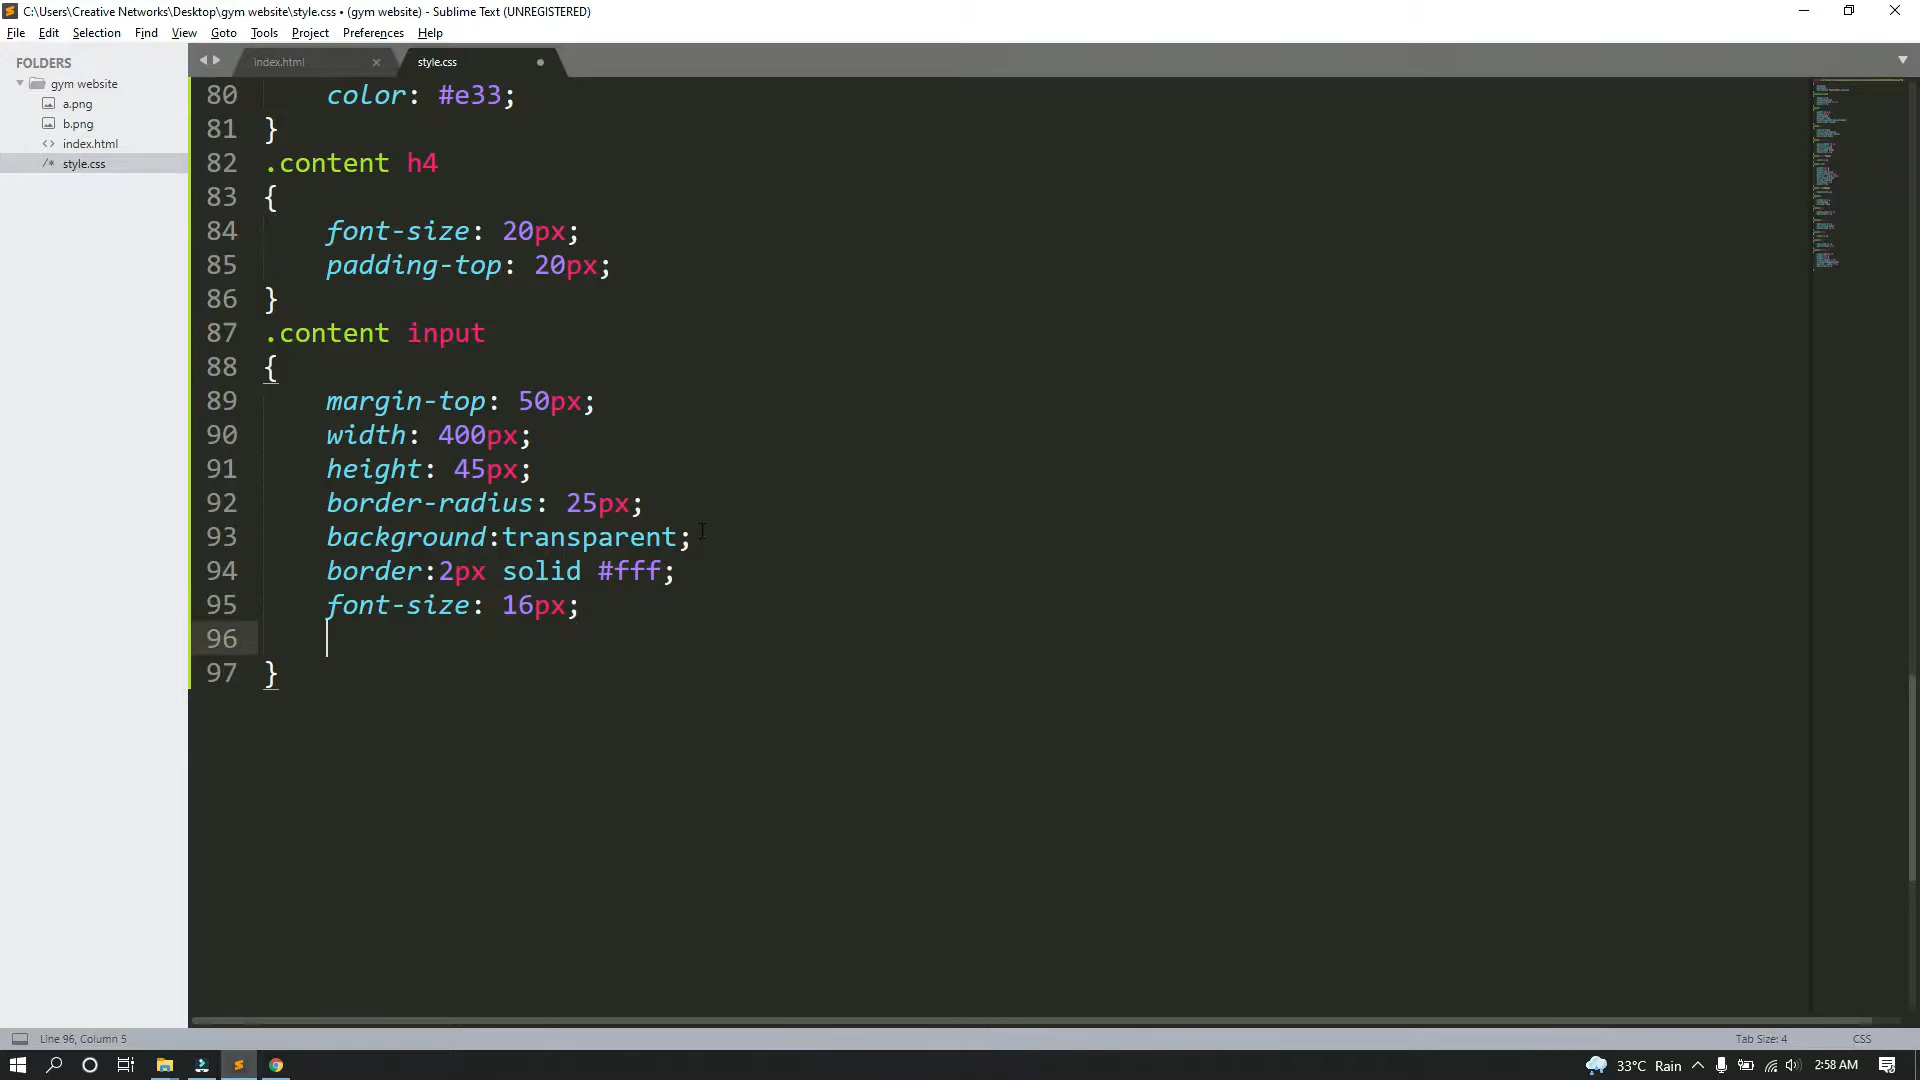 C:\Users\Creative Networks\Desktop\gym website\style.css • (gym website) - Sublime Text (UNREGISTERED)
File Edit Selection Find View Goto Tools Project Preferences Help
FOLDERS
gym website
a.png
b.png
index.html
/* style.css
index.html
style.css
80 color: #e33;
81 }
82 .content h4
83 {
84 font-size: 20px;
85 padding-top: 20px;
86 }
87 .content input
88 {
89 margin-top: 50px;
90 width: 400px;
91 height: 45px;
92 border-radius: 25px;
93 background:transparent;
94 border:2px solid #fff;
95 font-size: 16px;
96
97 }
Line 96, Column 5
Tab Size: 4
CSS
33°C Rain
2:58 AM